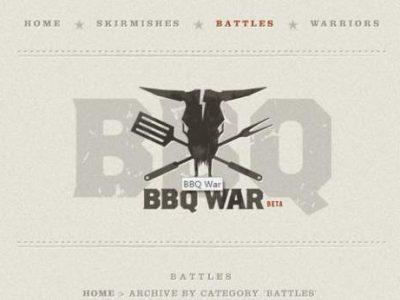 HOME ★ SKIRMISHES ★ BATTLES ★ WARRIORS
BBQ
BBQ War
BBQ WAR BETA
BATTLES
HOME > ARCHIVE BY CATEGORY 'BATTLES'